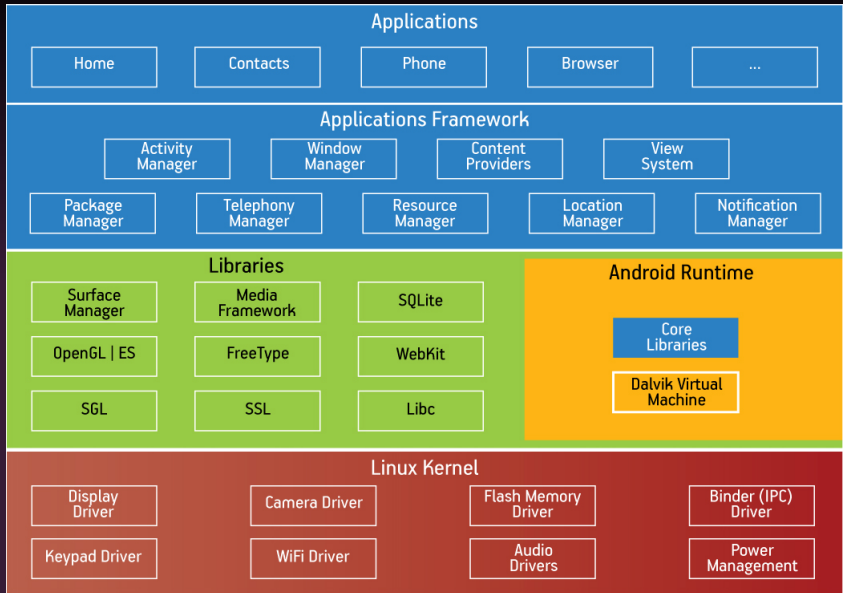 Applications
Home
Contacts
Phone
Browser
...
Applications Framework
Activity
Manager
Window
Manager
Content
Providers
View
System
Package
Manager
Telephony
Manager
Resource
Manager
Location
Manager
Notification
Manager
Libraries
Surface
Manager
Media
Framework
SQLite
OpenGL | ES
FreeType
WebKit
SGL
SSL
Libc
Android Runtime
Core
Libraries
Dalvik Virtual
Machine
Linux Kernel
Display
Driver
Camera Driver
Flash Memory
Driver
Binder (IPC)
Driver
Keypad Driver
WiFi Driver
Audio
Drivers
Power
Management